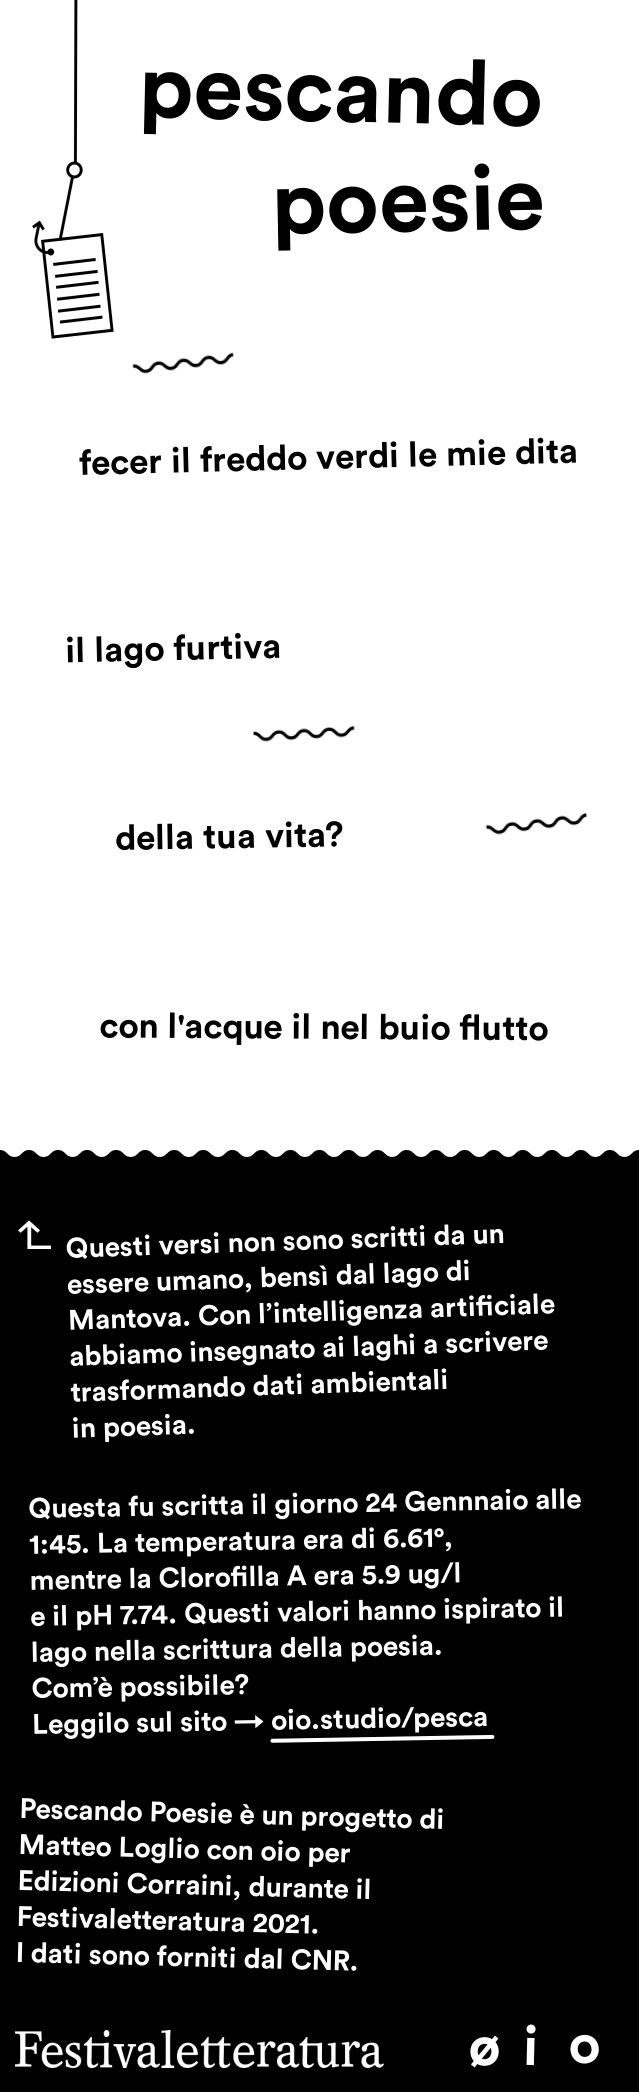 pescando
poesie
fecer il freddo verdi le mie dita
il lago furtiva
della tua vita?
con l'acque il nel buio flutto
Questi versi non sono scritti da un
essere umano, bensì dal lago di
Mantova. Con l’intelligenza artificiale
abbiamo insegnato ai laghi a scrivere
trasformando dati ambientali
in poesia.
Questa fu scritta il giorno 24 Gennnaio alle
1:45. La temperatura era di 6.61°,
mentre la Clorofilla A era 5.9 ug/l
e il pH 7.74. Questi valori hanno ispirato il
lago nella scrittura della poesia.
Com’è possibile?
Leggilo sul sito → oio.studio/pesca
Pescando Poesie è un progetto di
Matteo Loglio con oio per
Edizioni Corraini, durante il
Festivaletteratura 2021.
I dati sono forniti dal CNR.
Festivaletteratura ø i o